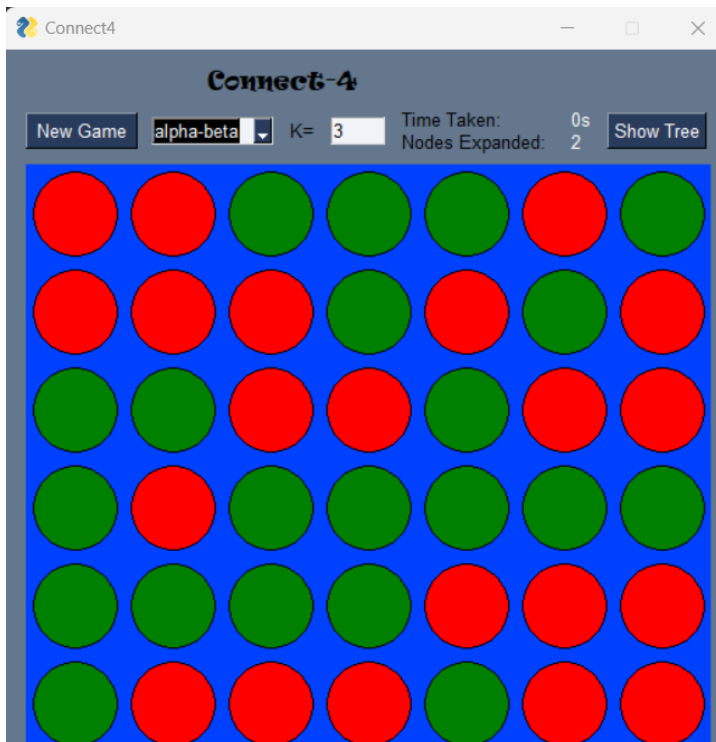 Connect4
Connect-4
New Game alpha-beta K= 3 Time Taken: 0s Show Tree
Nodes Expanded: 2